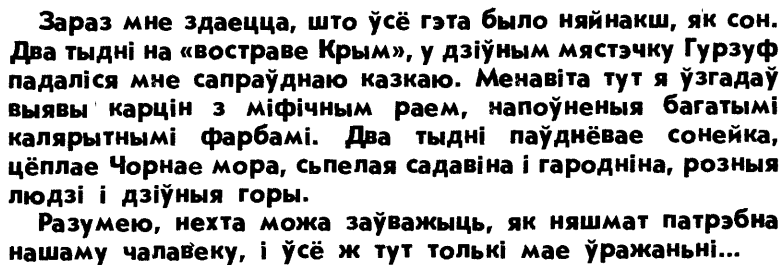 Зараз мне здаецца, што ўсё гэта было няйнакш, як сон.
Два тыдні на «востраве Крым», у дзіўным мястэчку Гурзуф
падаліся мне сапраўднаю казкаю. Менавіта тут я ўзгадаў
выявы карцін з міфічным раем, напоўненыя багатымі
калярытнымі фарбамі. Два тыдні паўднёвае сонейка,
цёплае Чорнае мора, сьпелая садавіна і гародніна, розныя
людзі і дзіўныя горы.
Разумею, нехта можа заўважыць, як няшмат патрэбна
нашаму чалавеку, і ўсё ж тут толькі мае ўражаньні...